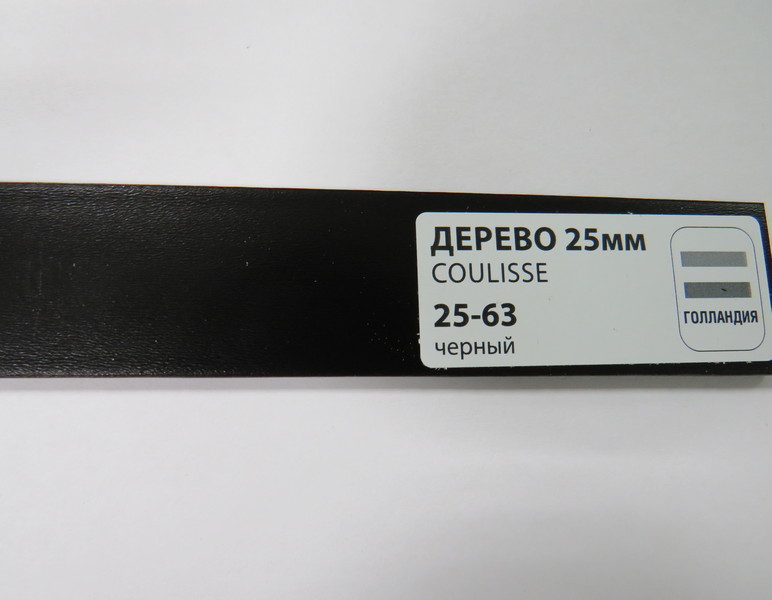 ДЕРЕВО 25мм
COULISSE
25-63
черный
ГОЛЛАНДИЯ